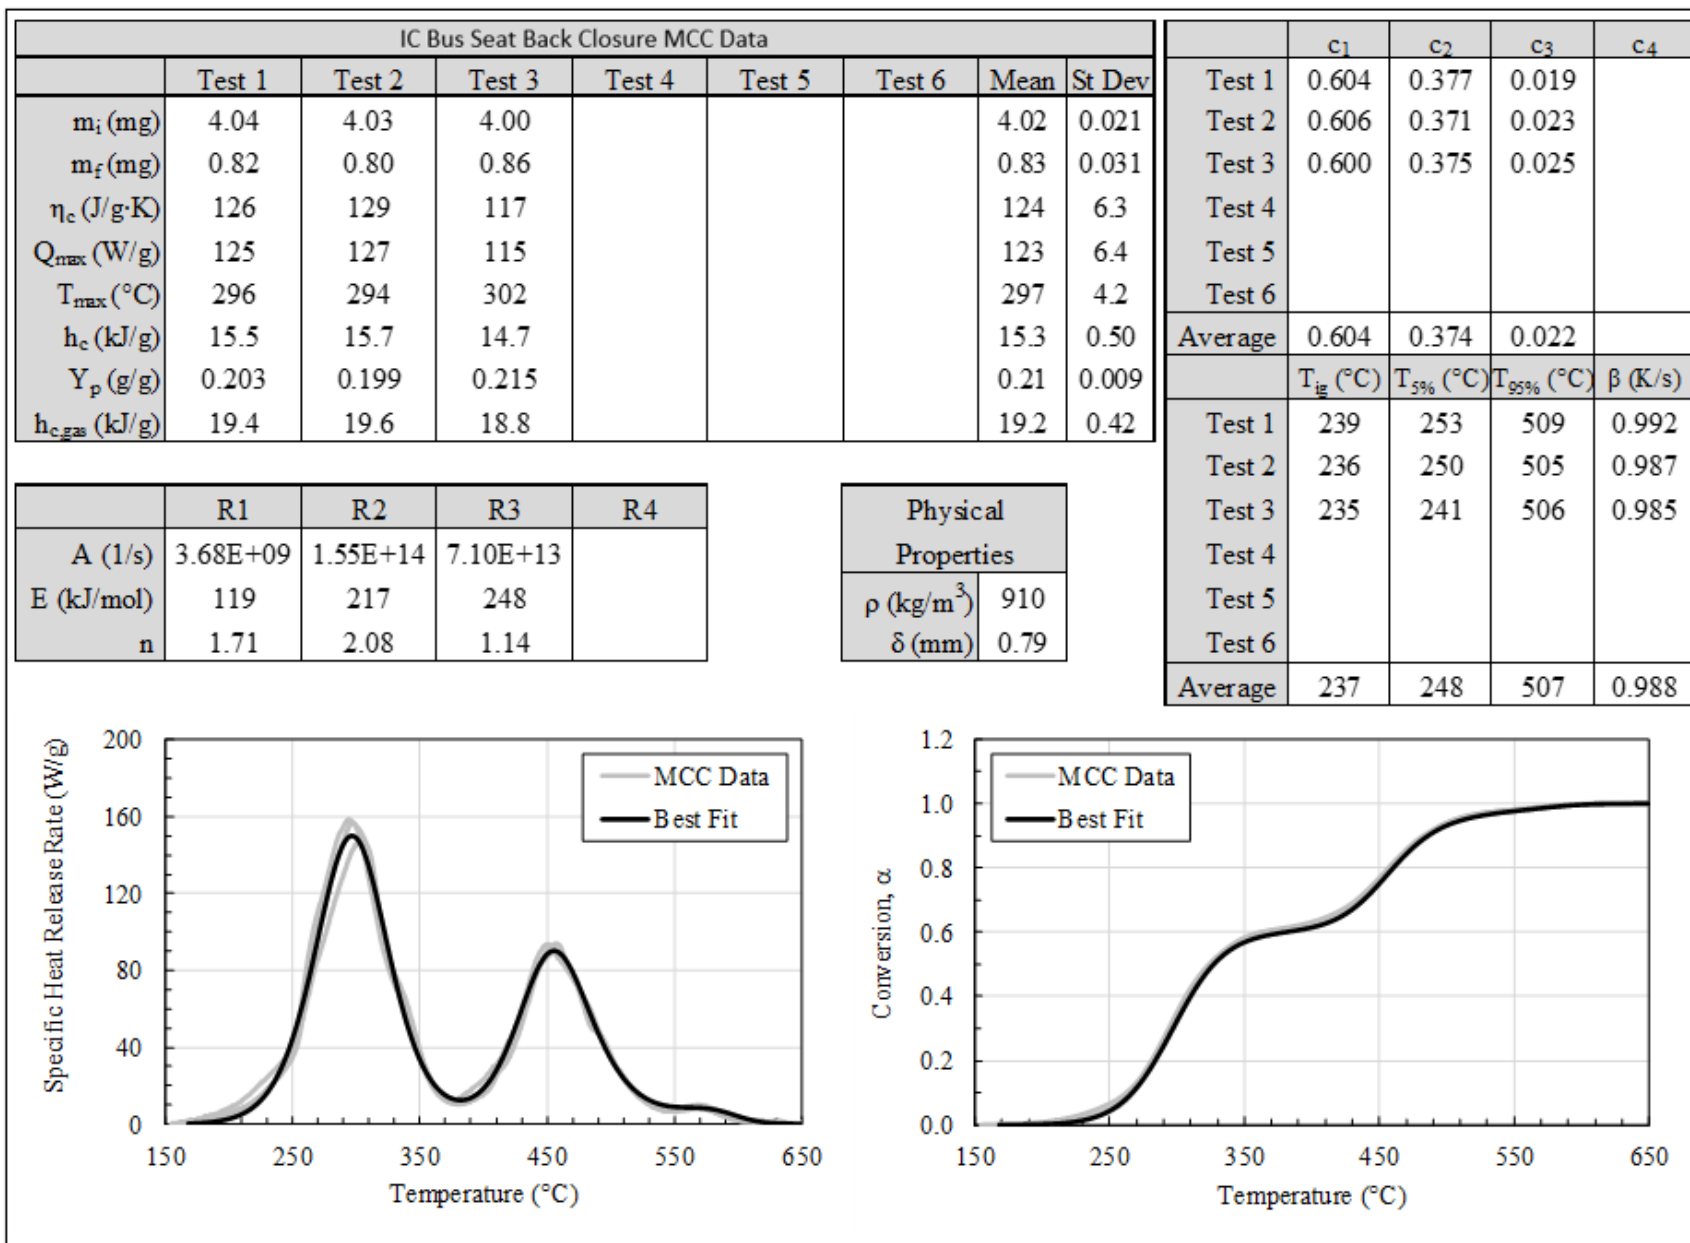 IC Bus Seat Back Closure MCC Data
Test 1 Test 2 Test 3 Test 4 Test 5 Test 6 Mean St Dev
mᵢ (mg) 4.04 4.03 4.00 4.02 0.021
m_f (mg) 0.82 0.80 0.86 0.83 0.031
η_c (J/g·K) 126 129 117 124 6.3
Q_max (W/g) 125 127 115 123 6.4
T_max (°C) 296 294 302 297 4.2
h_c (kJ/g) 15.5 15.7 14.7 15.3 0.50
Y_p (g/g) 0.203 0.199 0.215 0.21 0.009
h_c,gas (kJ/g) 19.4 19.6 18.8 19.2 0.42
c₁ c₂ c₃ c₄
Test 1 0.604 0.377 0.019
Test 2 0.606 0.371 0.023
Test 3 0.600 0.375 0.025
Test 4
Test 5
Test 6
Average 0.604 0.374 0.022
T_ig (°C) T_5% (°C) T_95% (°C) β (K/s)
Test 1 239 253 509 0.992
Test 2 236 250 505 0.987
Test 3 235 241 506 0.985
Test 4
Test 5
Test 6
Average 237 248 507 0.988
R1 R2 R3 R4
A (1/s) 3.68E+09 1.55E+14 7.10E+13
E (kJ/mol) 119 217 248
n 1.71 2.08 1.14
Physical
Properties
ρ (kg/m³) 910
δ (mm) 0.79
Specific Heat Release Rate (W/g)
200
160
120
80
40
0
150 250 350 450 550 650
Temperature (°C)
MCC Data
Best Fit
Conversion, α
1.2
1.0
0.8
0.6
0.4
0.2
0.0
150 250 350 450 550 650
Temperature (°C)
MCC Data
Best Fit